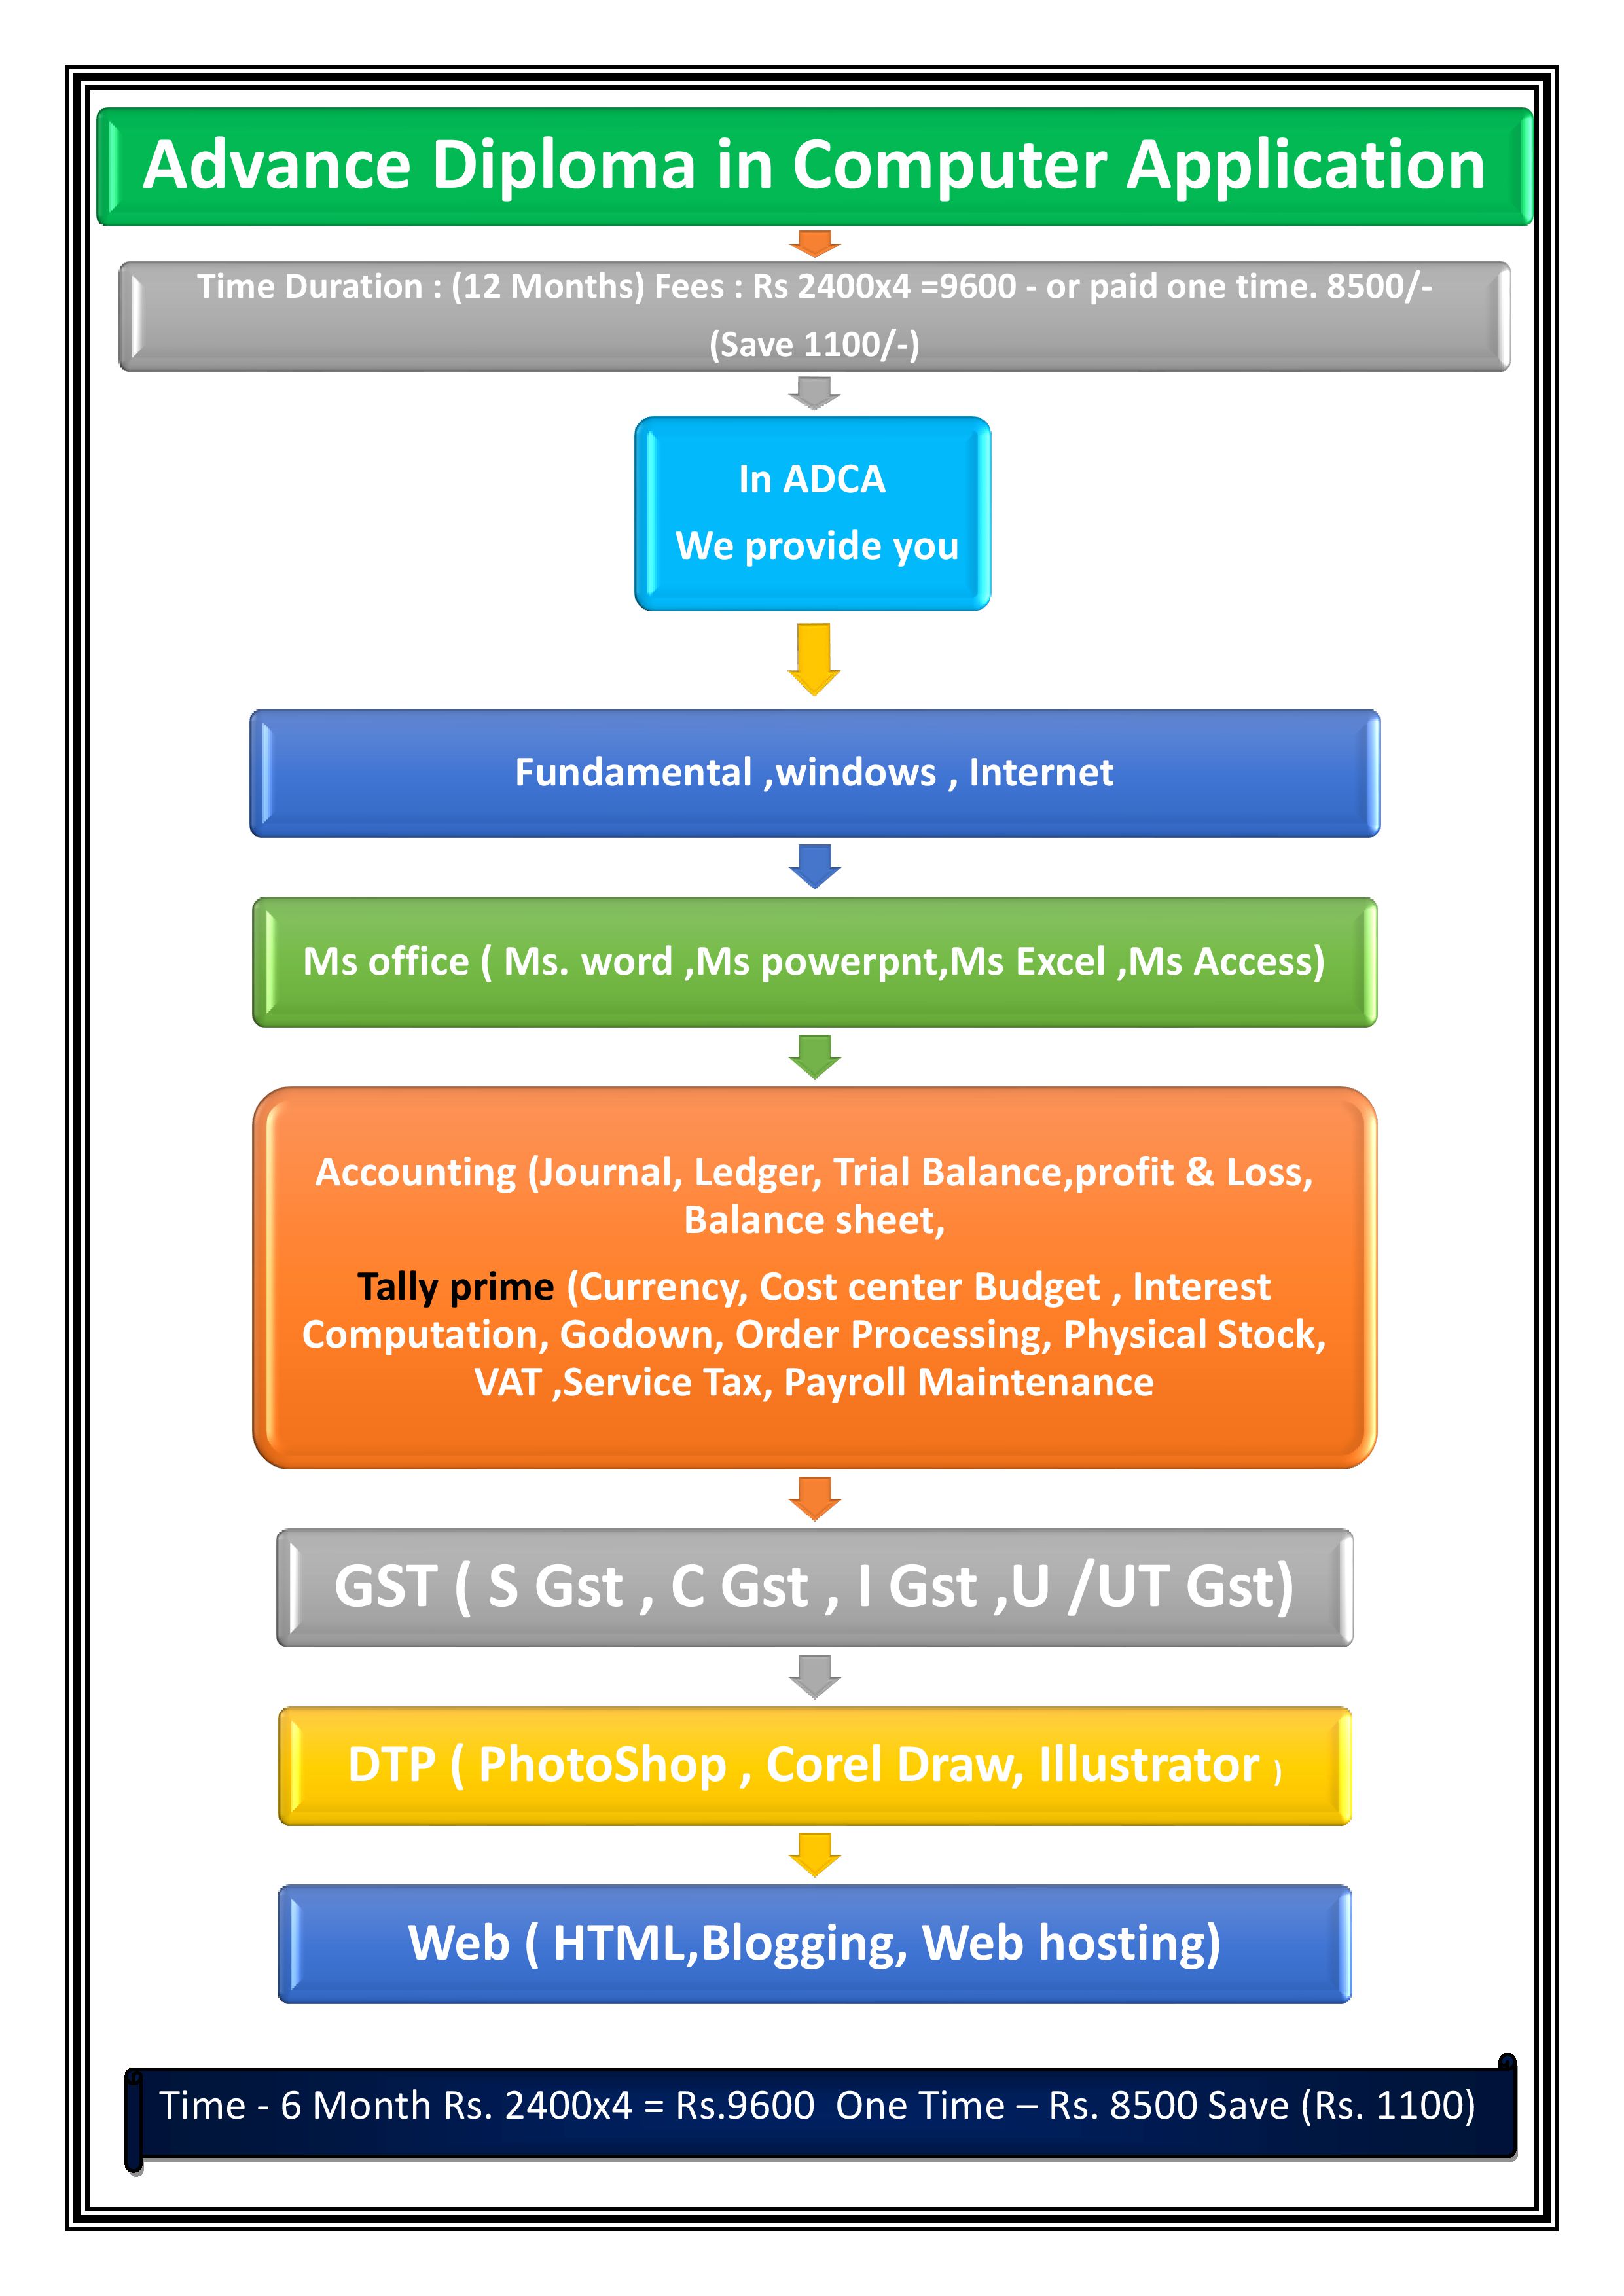 Advance Diploma in Computer Application
Time Duration : (12 Months) Fees : Rs 2400x4 =9600 - or paid one time. 8500/-
(Save 1100/-)
In ADCA
We provide you
Fundamental ,windows , Internet
Ms office ( Ms. word ,Ms powerpnt,Ms Excel ,Ms Access)
Accounting (Journal, Ledger, Trial Balance,profit & Loss,
Balance sheet,
Tally prime (Currency, Cost center Budget , Interest
Computation, Godown, Order Processing, Physical Stock,
VAT ,Service Tax, Payroll Maintenance
GST ( S Gst , C Gst , I Gst ,U /UT Gst)
DTP ( PhotoShop , Corel Draw, Illustrator )
Web ( HTML,Blogging, Web hosting)
Time - 6 Month Rs. 2400x4 = Rs.9600  One Time – Rs. 8500 Save (Rs. 1100)